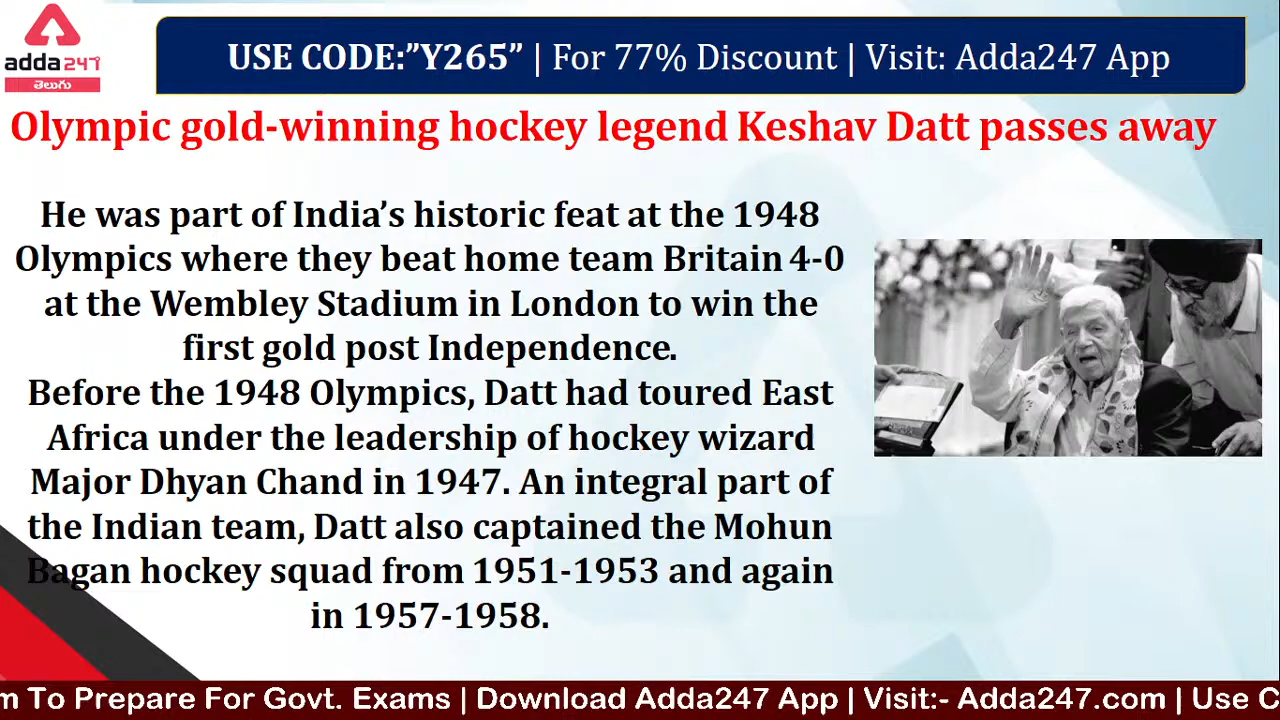 adda247
తెలుగు
USE CODE:”Y265” | For 77% Discount | Visit: Adda247 App
Olympic gold-winning hockey legend Keshav Datt passes away
He was part of India’s historic feat at the 1948
Olympics where they beat home team Britain 4-0
at the Wembley Stadium in London to win the
first gold post Independence.
Before the 1948 Olympics, Datt had toured East
Africa under the leadership of hockey wizard
Major Dhyan Chand in 1947. An integral part of
the Indian team, Datt also captained the Mohun
Bagan hockey squad from 1951-1953 and again
in 1957-1958.
m To Prepare For Govt. Exams | Download Adda247 App | Visit:- Adda247.com | Use C